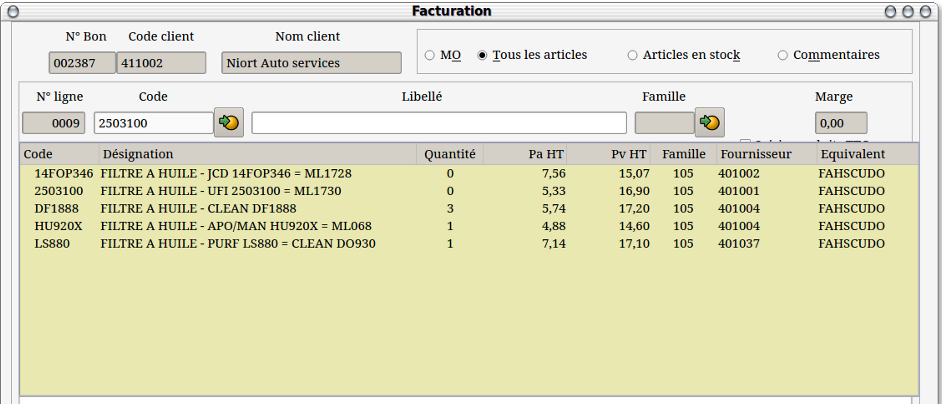 Facturation
N° Bon Code client Nom client
002387 411002 Niort Auto services
MO Tous les articles Articles en stock Commentaires
N° ligne Code Libellé Famille Marge
0009 2503100 0,00
Code Désignation Quantité Pa HT Pv HT Famille Fournisseur Equivalent
14FOP346 FILTRE A HUILE - JCD 14FOP346 = ML1728 0 7,56 15,07 105 401002 FAHSCUDO
2503100 FILTRE A HUILE - UFI 2503100 = ML1730 0 5,33 16,90 105 401001 FAHSCUDO
DF1888 FILTRE A HUILE - CLEAN DF1888 3 5,74 17,20 105 401004 FAHSCUDO
HU920X FILTRE A HUILE - APO/MAN HU920X = ML068 1 4,88 14,60 105 401004 FAHSCUDO
LS880 FILTRE A HUILE - PURF LS880 = CLEAN DO930 1 7,14 17,10 105 401037 FAHSCUDO